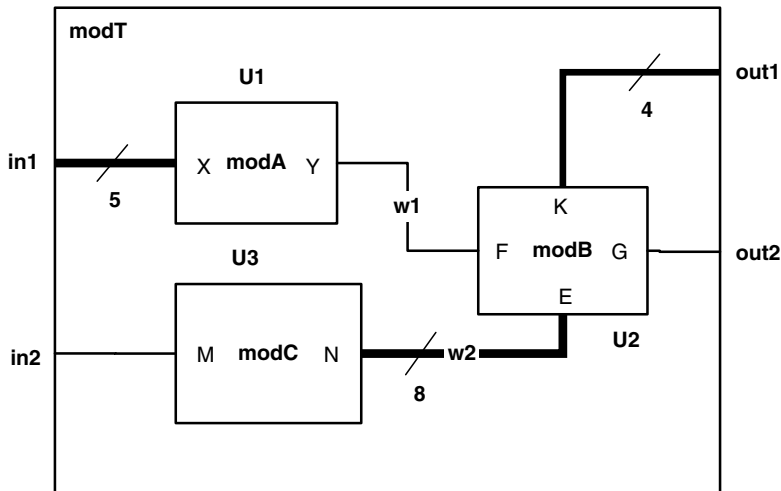 modT
U1
out1
4
in1
X modA Y
5
w1
K
F modB G
out2
E
U3
in2
M modC N
w2
8
U2